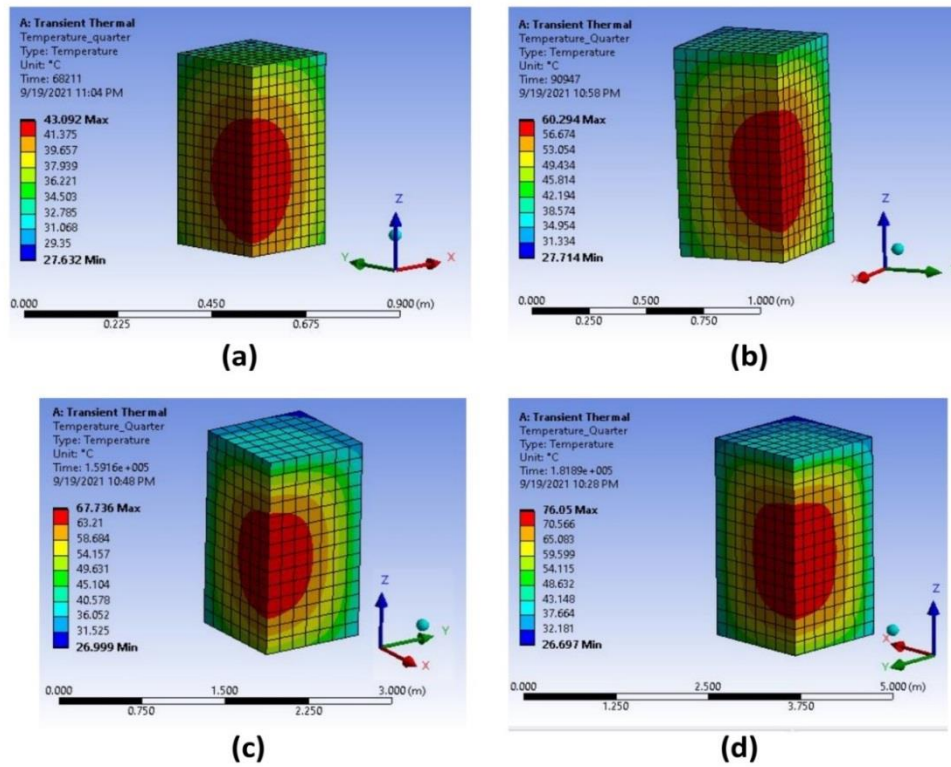 A: Transient Thermal
Temperature_quarter
Type: Temperature
Unit: °C
Time: 68211
9/19/2021 11:04 PM
43.092 Max
41.375
39.657
37.939
36.221
34.503
32.785
31.068
29.35
27.632 Min
Z
Y
X
0.000
0.450
0.900 (m)
0.225
0.675
(a)
A: Transient Thermal
Temperature_Quarter
Type: Temperature
Unit: °C
Time: 90947
9/19/2021 10:58 PM
60.294 Max
56.674
53.054
49.434
45.814
42.194
38.574
34.954
31.334
27.714 Min
Z
X
0.000
0.500
1.000 (m)
0.250
0.750
(b)
A: Transient Thermal
Temperature_Quarter
Type: Temperature
Unit: °C
Time: 1.5916e+005
9/19/2021 10:48 PM
67.736 Max
63.21
58.684
54.157
49.631
45.104
40.578
36.052
31.525
26.999 Min
Z
Y
X
0.000
1.500
3.000 (m)
0.750
2.250
(c)
A: Transient Thermal
Temperature_Quarter
Type: Temperature
Unit: °C
Time: 1.8189e+005
9/19/2021 10:28 PM
76.05 Max
70.566
65.083
59.599
54.115
48.632
43.148
37.664
32.181
26.697 Min
Z
X
Y
0.000
2.500
5.000 (m)
1.250
3.750
(d)